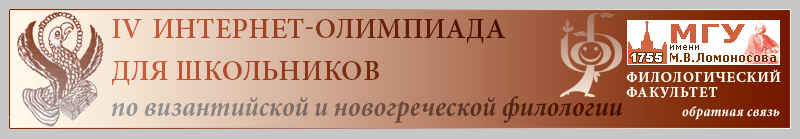 IV ИНТЕРНЕТ-ОЛИМПИАДА
ДЛЯ ШКОЛЬНИКОВ
по византийской и новогреческой филологии
МГУ
имени
1755 М.В.Ломоносова
ФИЛОЛОГИЧЕСКИЙ
ФАКУЛЬТЕТ
обратная связь